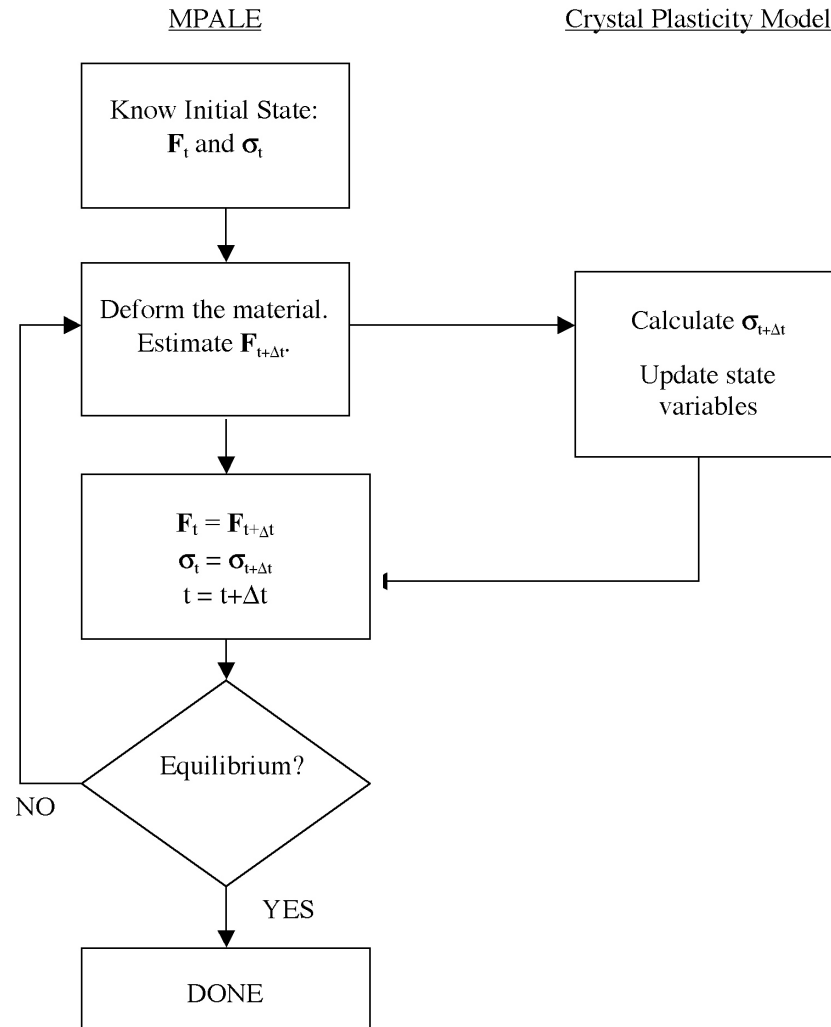 MPALE
Crystal Plasticity Model
Know Initial State:
Fₜ and σₜ
Deform the material.
Estimate Fₜ₊Δₜ.
Calculate σₜ₊Δₜ
Update state
variables
Fₜ = Fₜ₊Δₜ
σₜ = σₜ₊Δₜ
t = t+Δt
Equilibrium?
NO
YES
DONE